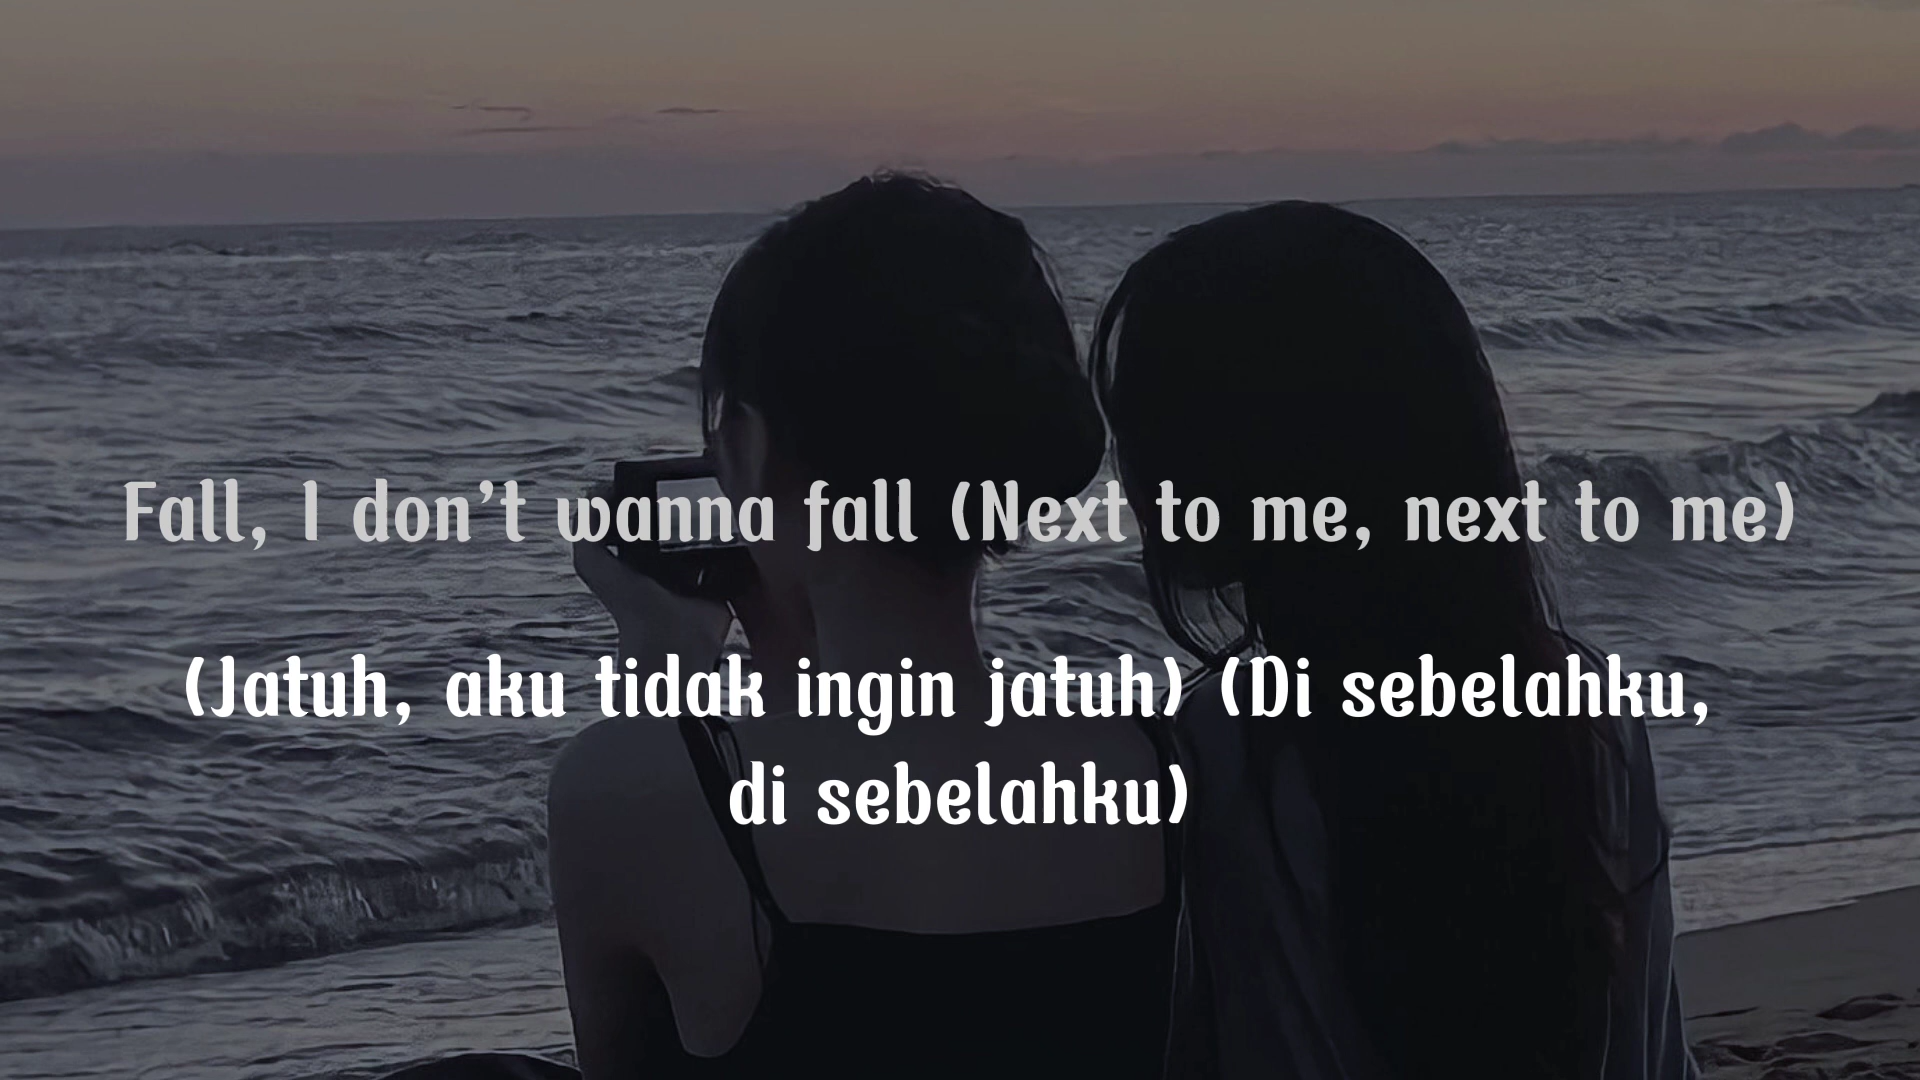 Fall, I don’t wanna fall (Next to me, next to me)
(Jatuh, aku tidak ingin jatuh) (Di sebelahku,
di sebelahku)